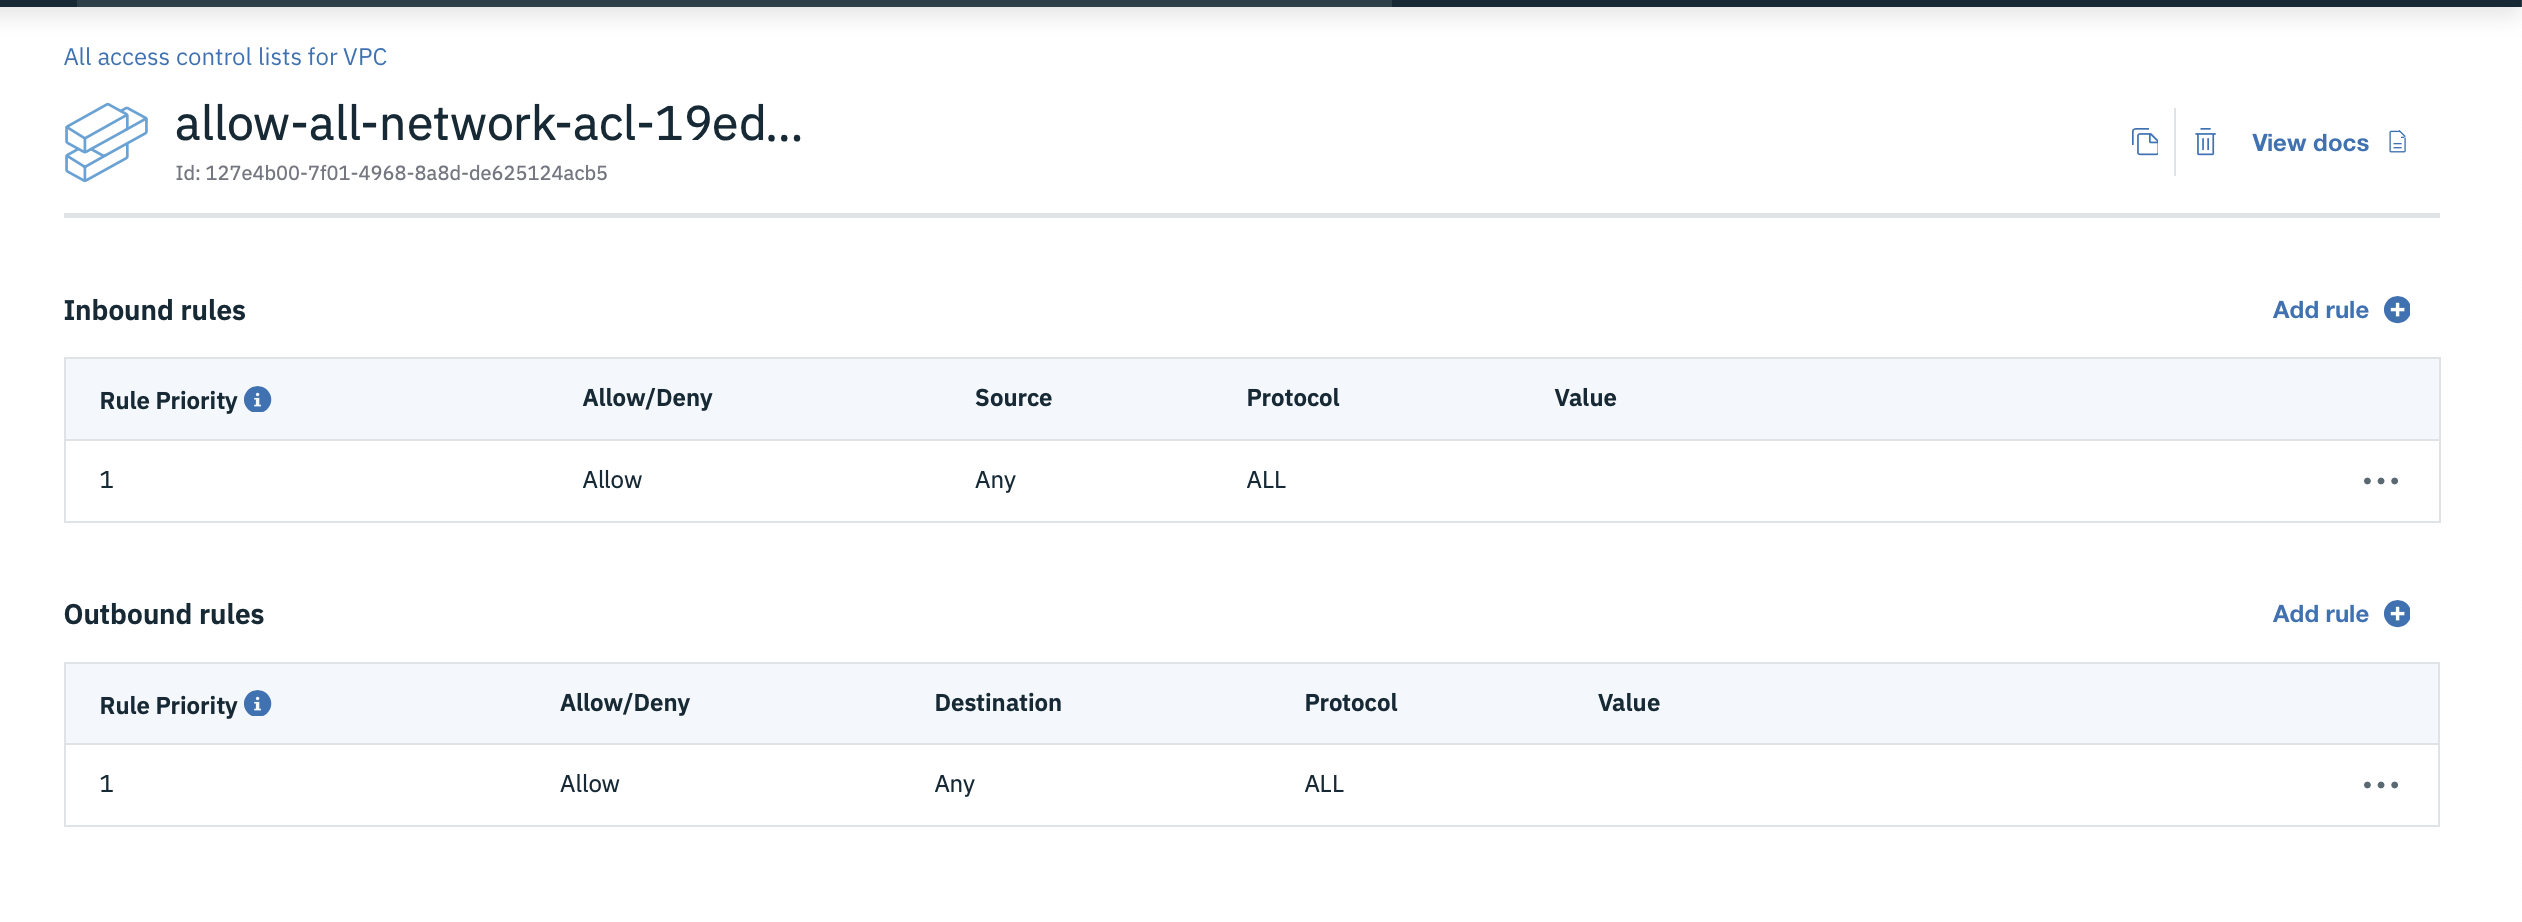 All access control lists for VPC
allow-all-network-acl-19ed...
Id: 127e4b00-7f01-4968-8a8d-de625124acb5
View docs
Inbound rules
Add rule
Rule Priority Allow/Deny Source Protocol Value
1 Allow Any ALL
Outbound rules
Add rule
Rule Priority Allow/Deny Destination Protocol Value
1 Allow Any ALL